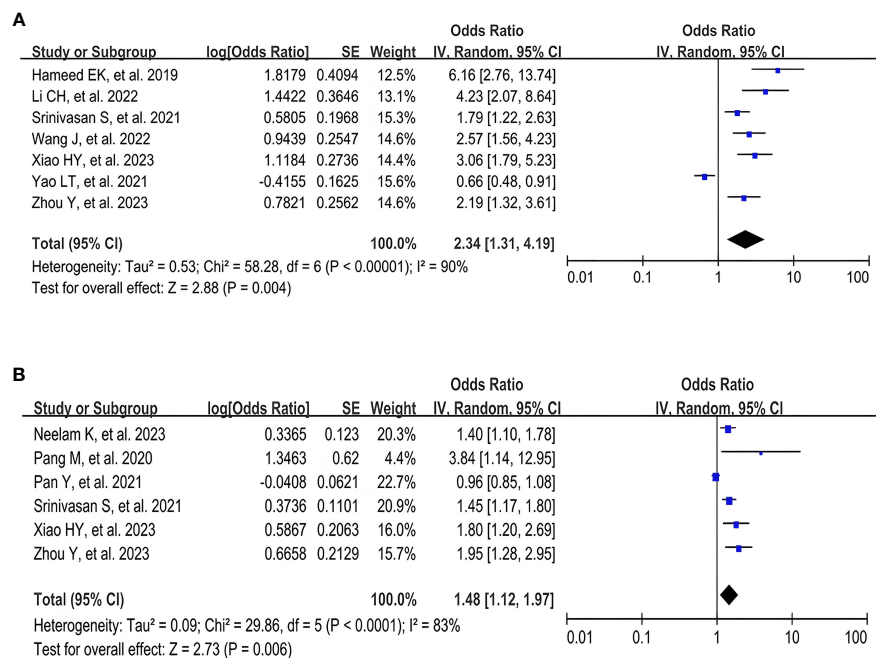 A
Odds Ratio Odds Ratio
Study or Subgroup log[Odds Ratio] SE Weight IV, Random, 95% CI IV, Random, 95% CI
Hameed EK, et al. 2019 1.8179 0.4094 12.5% 6.16 [2.76, 13.74]
Li CH, et al. 2022 1.4422 0.3646 13.1% 4.23 [2.07, 8.64]
Srinivasan S, et al. 2021 0.5805 0.1968 15.3% 1.79 [1.22, 2.63]
Wang J, et al. 2022 0.9439 0.2547 14.6% 2.57 [1.56, 4.23]
Xiao HY, et al. 2023 1.1184 0.2736 14.4% 3.06 [1.79, 5.23]
Yao LT, et al. 2021 -0.4155 0.1625 15.6% 0.66 [0.48, 0.91]
Zhou Y, et al. 2023 0.7821 0.2562 14.6% 2.19 [1.32, 3.61]
Total (95% CI) 100.0% 2.34 [1.31, 4.19]
Heterogeneity: Tau² = 0.53; Chi² = 58.28, df = 6 (P < 0.00001); I² = 90%
Test for overall effect: Z = 2.88 (P = 0.004)
0.01 0.1 1 10 100
B
Odds Ratio Odds Ratio
Study or Subgroup log[Odds Ratio] SE Weight IV, Random, 95% CI IV, Random, 95% CI
Neelam K, et al. 2023 0.3365 0.123 20.3% 1.40 [1.10, 1.78]
Pang M, et al. 2020 1.3463 0.62 4.4% 3.84 [1.14, 12.95]
Pan Y, et al. 2021 -0.0408 0.0621 22.7% 0.96 [0.85, 1.08]
Srinivasan S, et al. 2021 0.3736 0.1101 20.9% 1.45 [1.17, 1.80]
Xiao HY, et al. 2023 0.5867 0.2063 16.0% 1.80 [1.20, 2.69]
Zhou Y, et al. 2023 0.6658 0.2129 15.7% 1.95 [1.28, 2.95]
Total (95% CI) 100.0% 1.48 [1.12, 1.97]
Heterogeneity: Tau² = 0.09; Chi² = 29.86, df = 5 (P < 0.0001); I² = 83%
Test for overall effect: Z = 2.73 (P = 0.006)
0.01 0.1 1 10 100